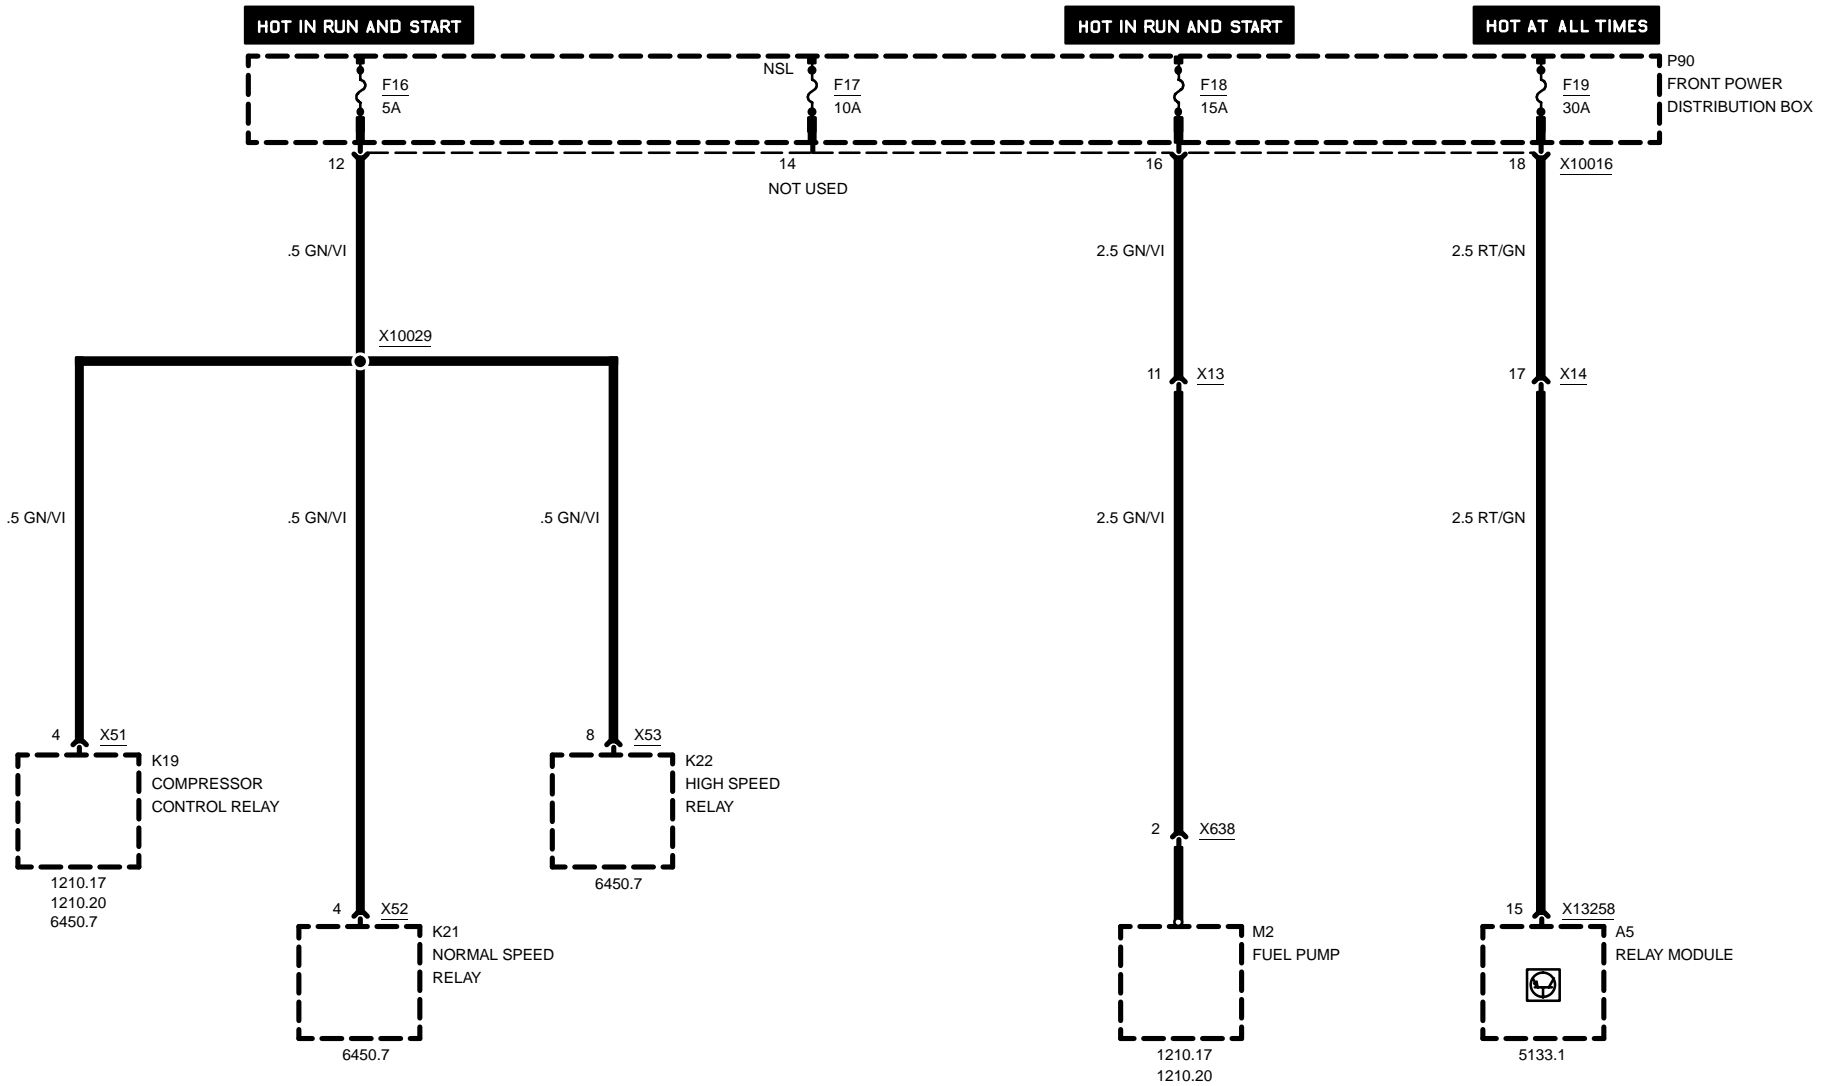 HOT IN RUN AND START
HOT IN RUN AND START
HOT AT ALL TIMES
P90
FRONT POWER
DISTRIBUTION BOX
F16
5A
NSL
F17
10A
F18
15A
F19
30A
12
14
NOT USED
16
18
X10016
.5 GN/VI
2.5 GN/VI
2.5 RT/GN
X10029
11
X13
17
X14
.5 GN/VI
.5 GN/VI
.5 GN/VI
2.5 GN/VI
2.5 RT/GN
4
X51
K19
COMPRESSOR
CONTROL RELAY
1210.17
1210.20
6450.7
8
X53
K22
HIGH SPEED
RELAY
6450.7
2
X638
4
X52
K21
NORMAL SPEED
RELAY
6450.7
M2
FUEL PUMP
1210.17
1210.20
15
X13258
A5
RELAY MODULE
5133.1